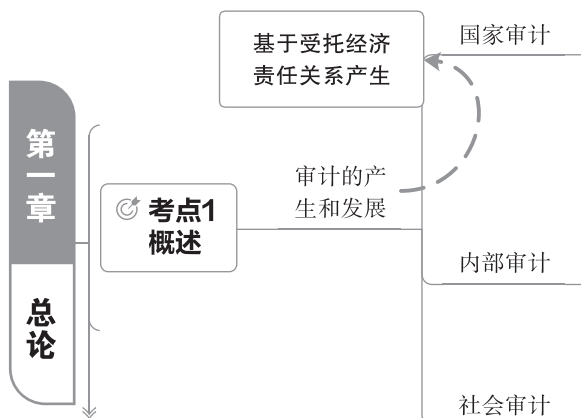 第一章
总论
考点1
概述
审计的产
生和发展
基于受托经济
责任关系产生
国家审计
内部审计
社会审计